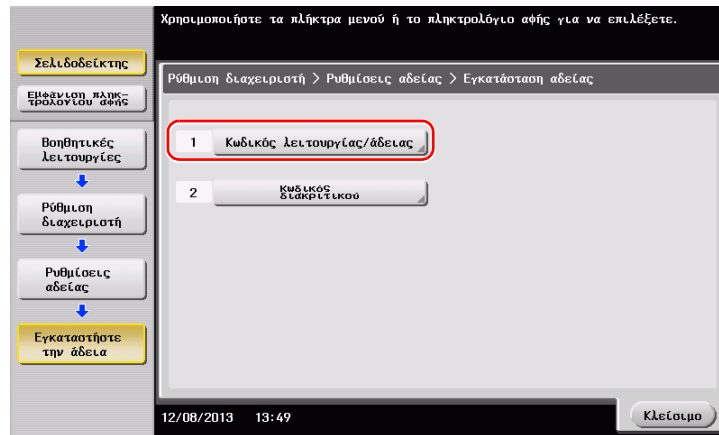 Χρησιμοποιήστε τα πλήκτρα μενού ή το πληκτρολόγιο αφής για να επιλέξετε.
Σελιδοδείκτης
Εμφάνιση πληκ-
τρολογίου αφής
Βοηθητικές
λειτουργίες
Ρύθμιση
διαχειριστή
Ρυθμίσεις
αδείας
Εγκαταστήστε
την άδεια
Ρύθμιση διαχειριστή > Ρυθμίσεις αδείας > Εγκατάσταση αδείας
1 Κωδικός λειτουργίας/άδειας
2 Κωδικός
διακριτικού
12/08/2013 13:49
Κλείσιμο